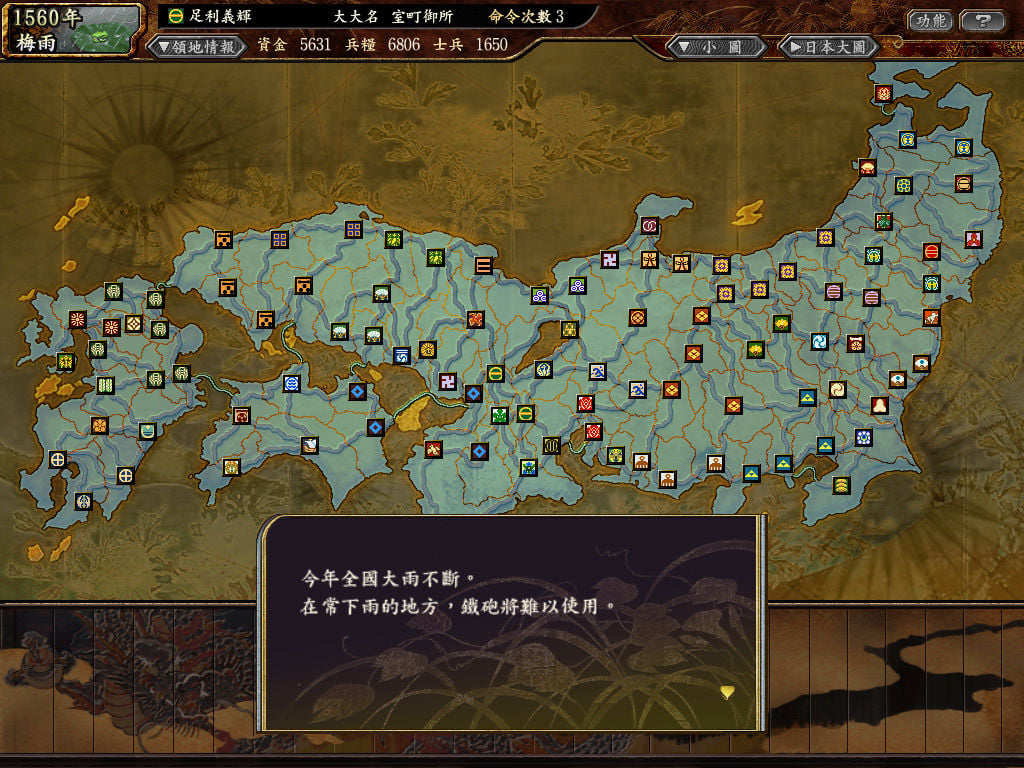 1560年
梅雨
足利義輝 大大名 室町御所 命令次數 3
▼領地情報 資金 5631 兵糧 6806 士兵 1650
功能 ?
▼ 小圖 ▶日本大圖
今年全國大雨不斷。
在常下雨的地方，鐵砲將難以使用。